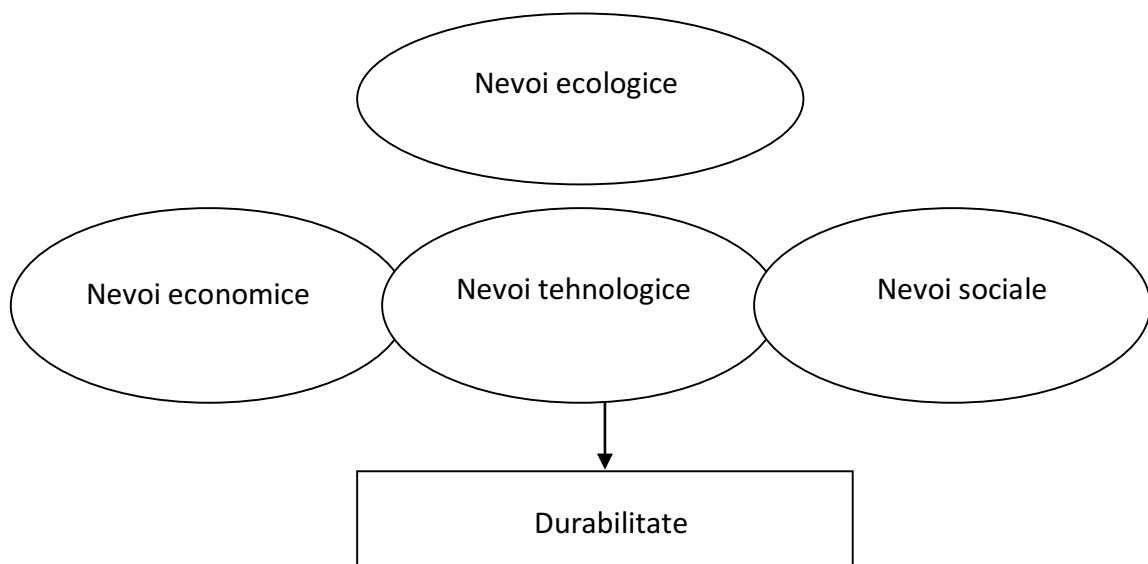 Nevoi ecologice
Nevoi economice
Nevoi tehnologice
Nevoi sociale
Durabilitate